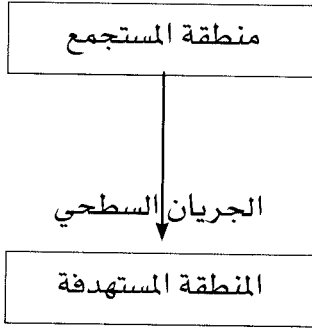 منطقة المستجمع
الجريان السطحي
المنطقة المستهدفة